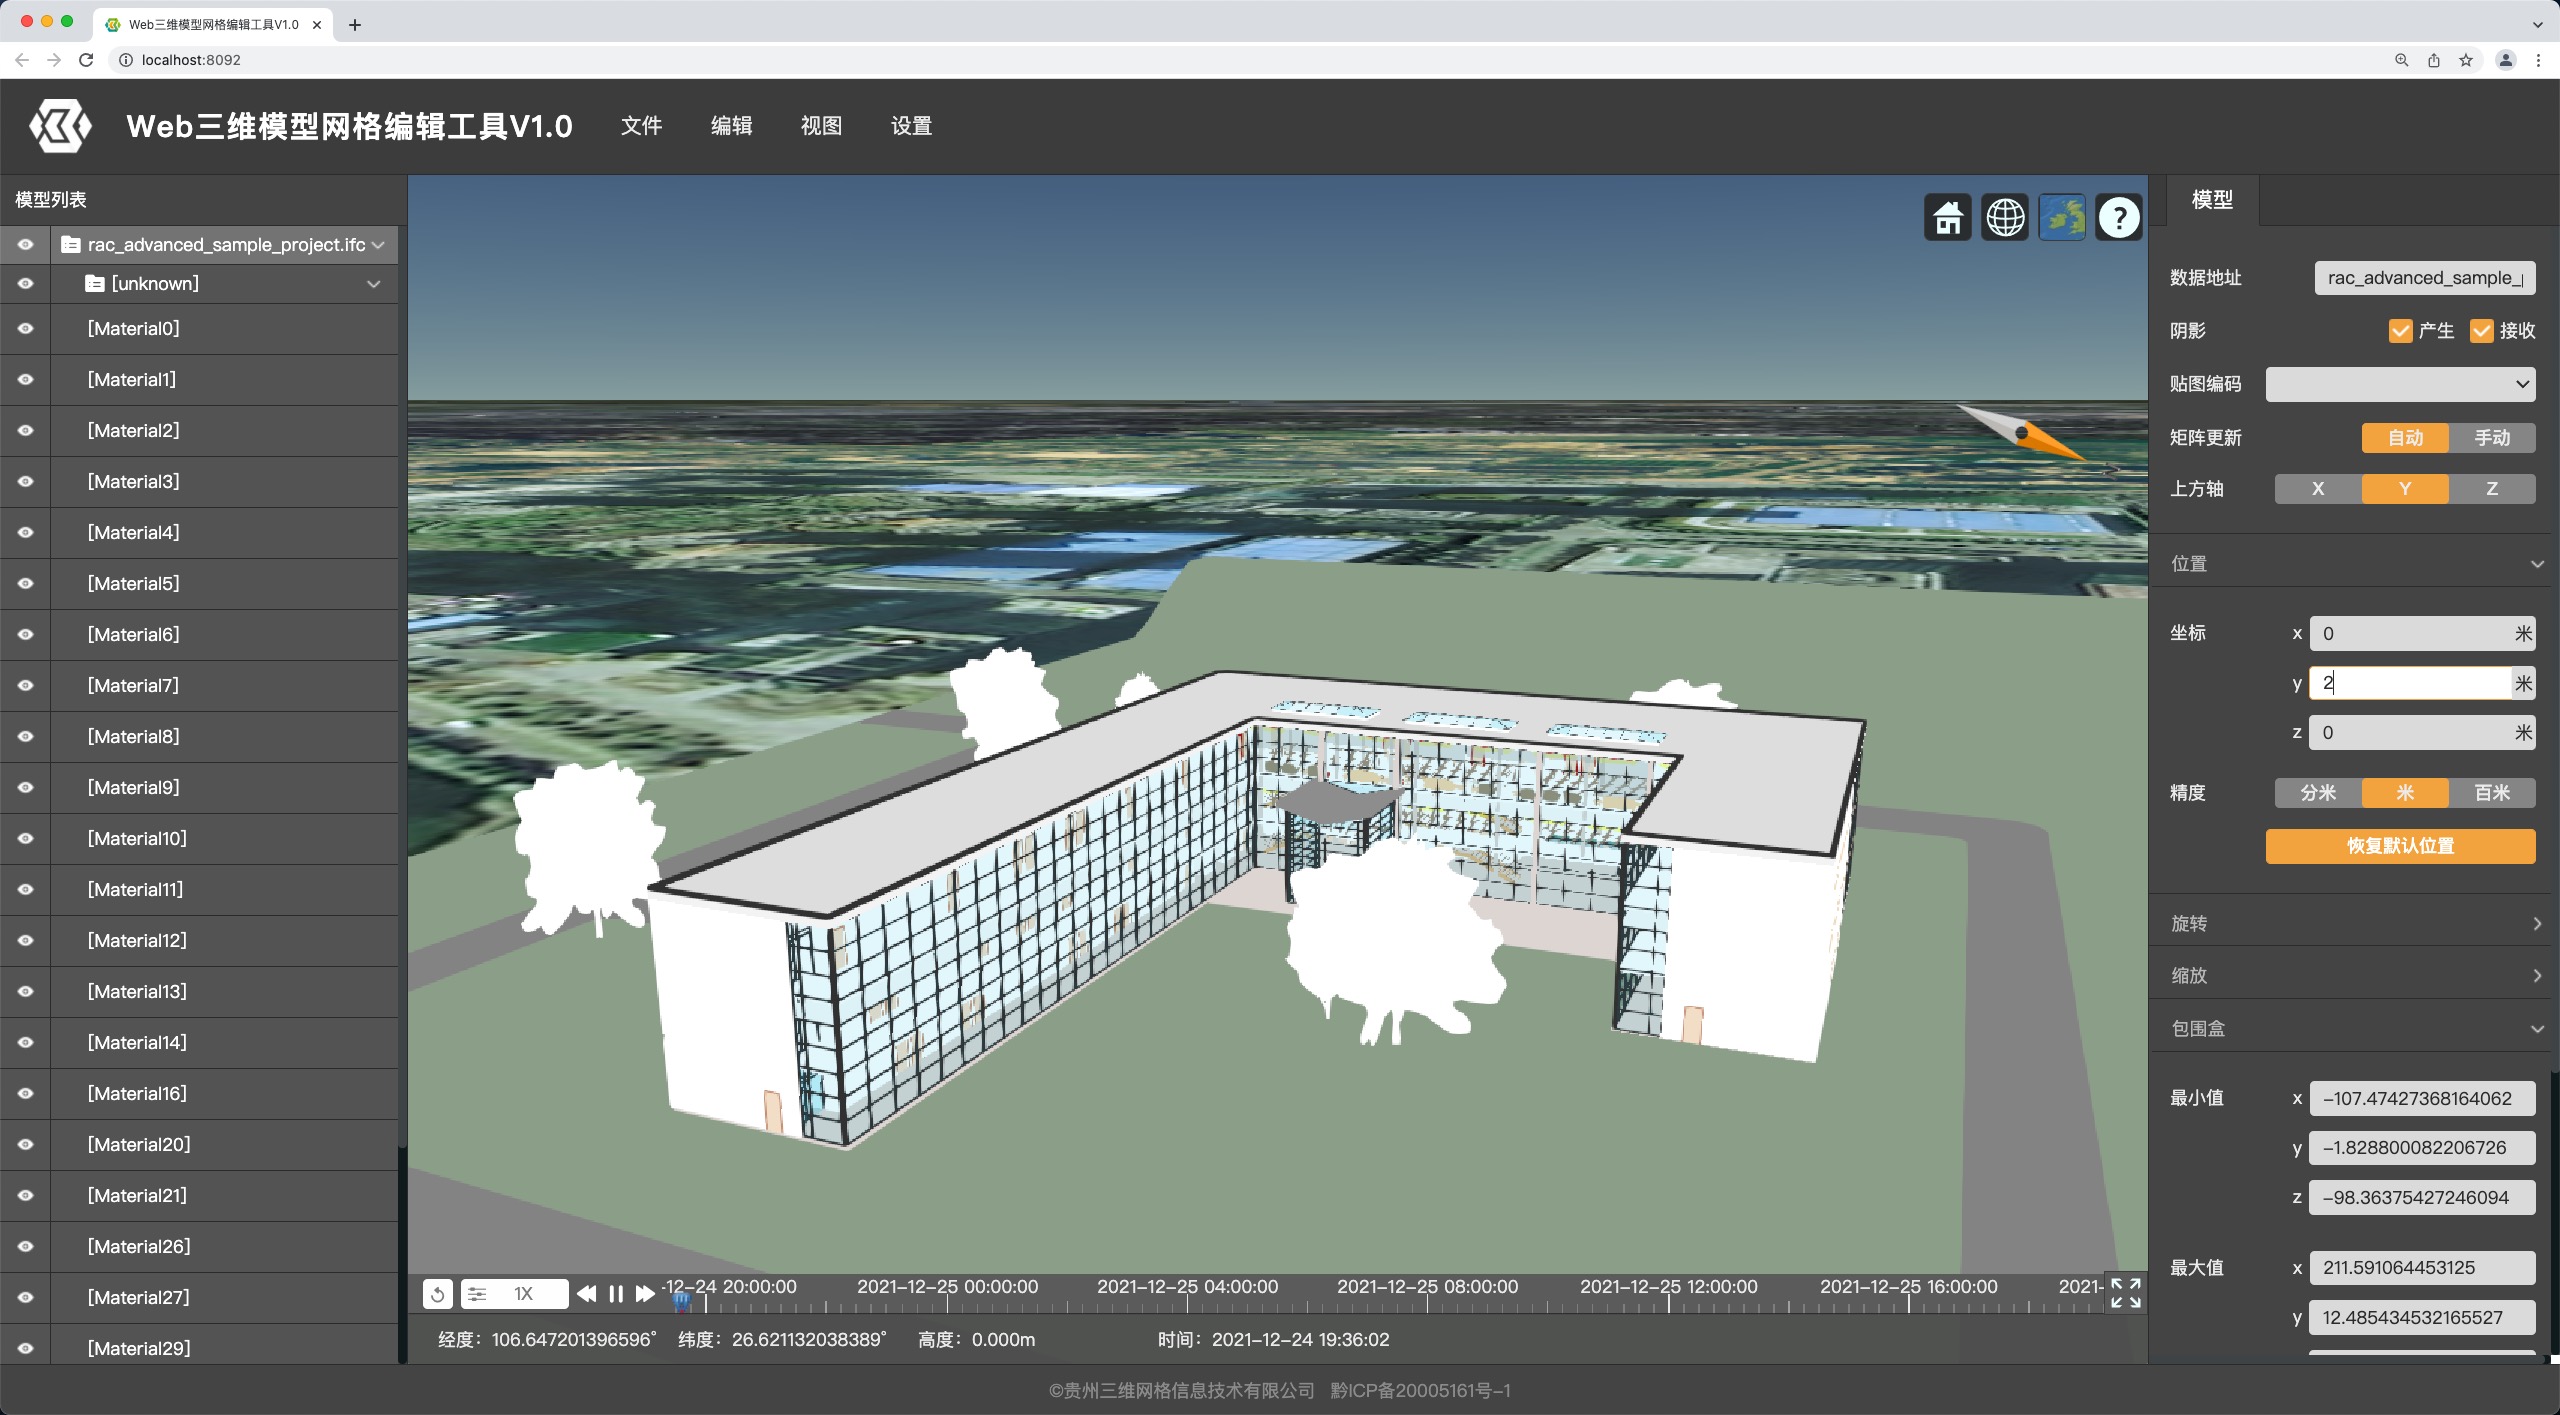 Web三维模型网格编辑工具V1.0
localhost:8092
Web三维模型网格编辑工具V1.0 文件 编辑 视图 设置
模型列表
rac_advanced_sample_project.ifc
[unknown]
[Material0]
[Material1]
[Material2]
[Material3]
[Material4]
[Material5]
[Material6]
[Material7]
[Material8]
[Material9]
[Material10]
[Material11]
[Material12]
[Material13]
[Material14]
[Material16]
[Material20]
[Material21]
[Material26]
[Material27]
[Material29]
?
1X
-12-24 20:00:00 2021-12-25 00:00:00 2021-12-25 04:00:00 2021-12-25 08:00:00 2021-12-25 12:00:00 2021-12-25 16:00:00 2021-
经度：106.647201396596° 纬度：26.621132038389° 高度：0.000m 时间：2021-12-24 19:36:02
模型
数据地址 rac_advanced_sample_
阴影 产生 接收
贴图编码
矩阵更新 自动 手动
上方轴 X Y Z
位置
坐标 x 0 米
y 2 米
z 0 米
精度 分米 米 百米
恢复默认位置
旋转
缩放
包围盒
最小值 x -107.47427368164062
y -1.8288000822206726
z -98.36375427246094
最大值 x 211.591064453125
y 12.485434532165527
©贵州三维网格信息技术有限公司 黔ICP备20005161号-1